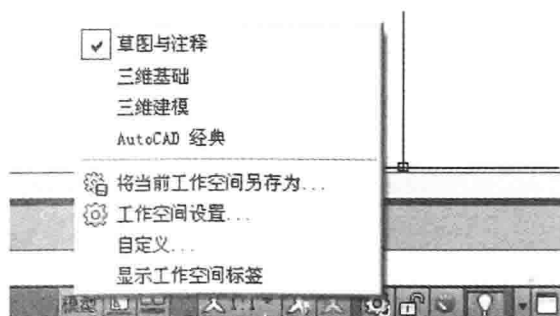 草图与注释
三维基础
三维建模
AutoCAD 经典
将当前工作空间另存为...
工作空间设置...
自定义...
显示工作空间标签
模型
1:1